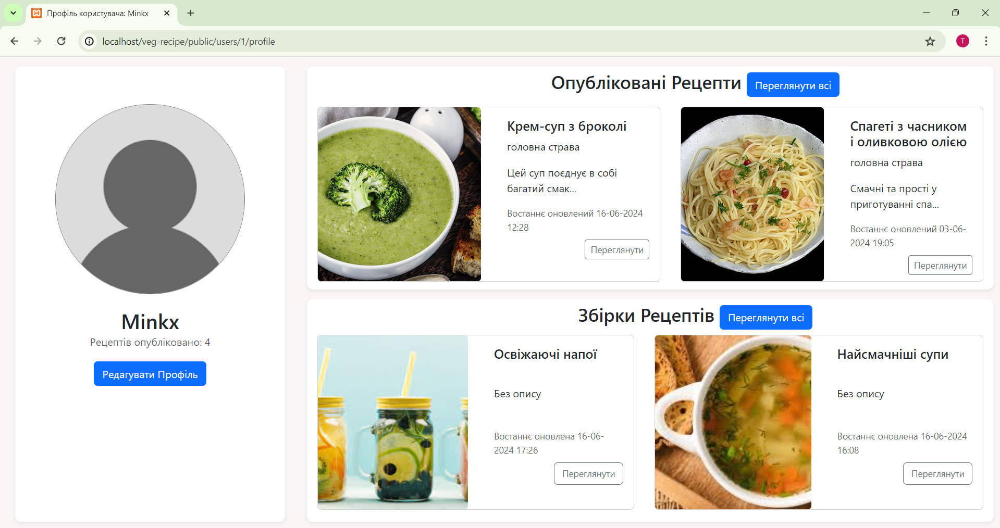 Профіль користувача: Minkx
localhost/veg-recipe/public/users/1/profile
T
Minkx
Рецептів опубліковано: 4
Редагувати Профіль
Опубліковані Рецепти Переглянути всі
Крем-суп з броколі
головна страва
Цей суп поєднує в собі
багатий смак...
Востаннє оновлений 16-06-2024
12:28
Переглянути
Спагеті з часником
і оливковою олією
головна страва
Смачні та прості у
приготуванні спа...
Востаннє оновлений 03-06-
2024 19:05
Переглянути
Збірки Рецептів Переглянути всі
Освіжаючі напої
Без опису
Востаннє оновлена 16-06-
2024 17:26
Переглянути
Найсмачніші супи
Без опису
Востаннє оновлена 16-06-2024
16:08
Переглянути